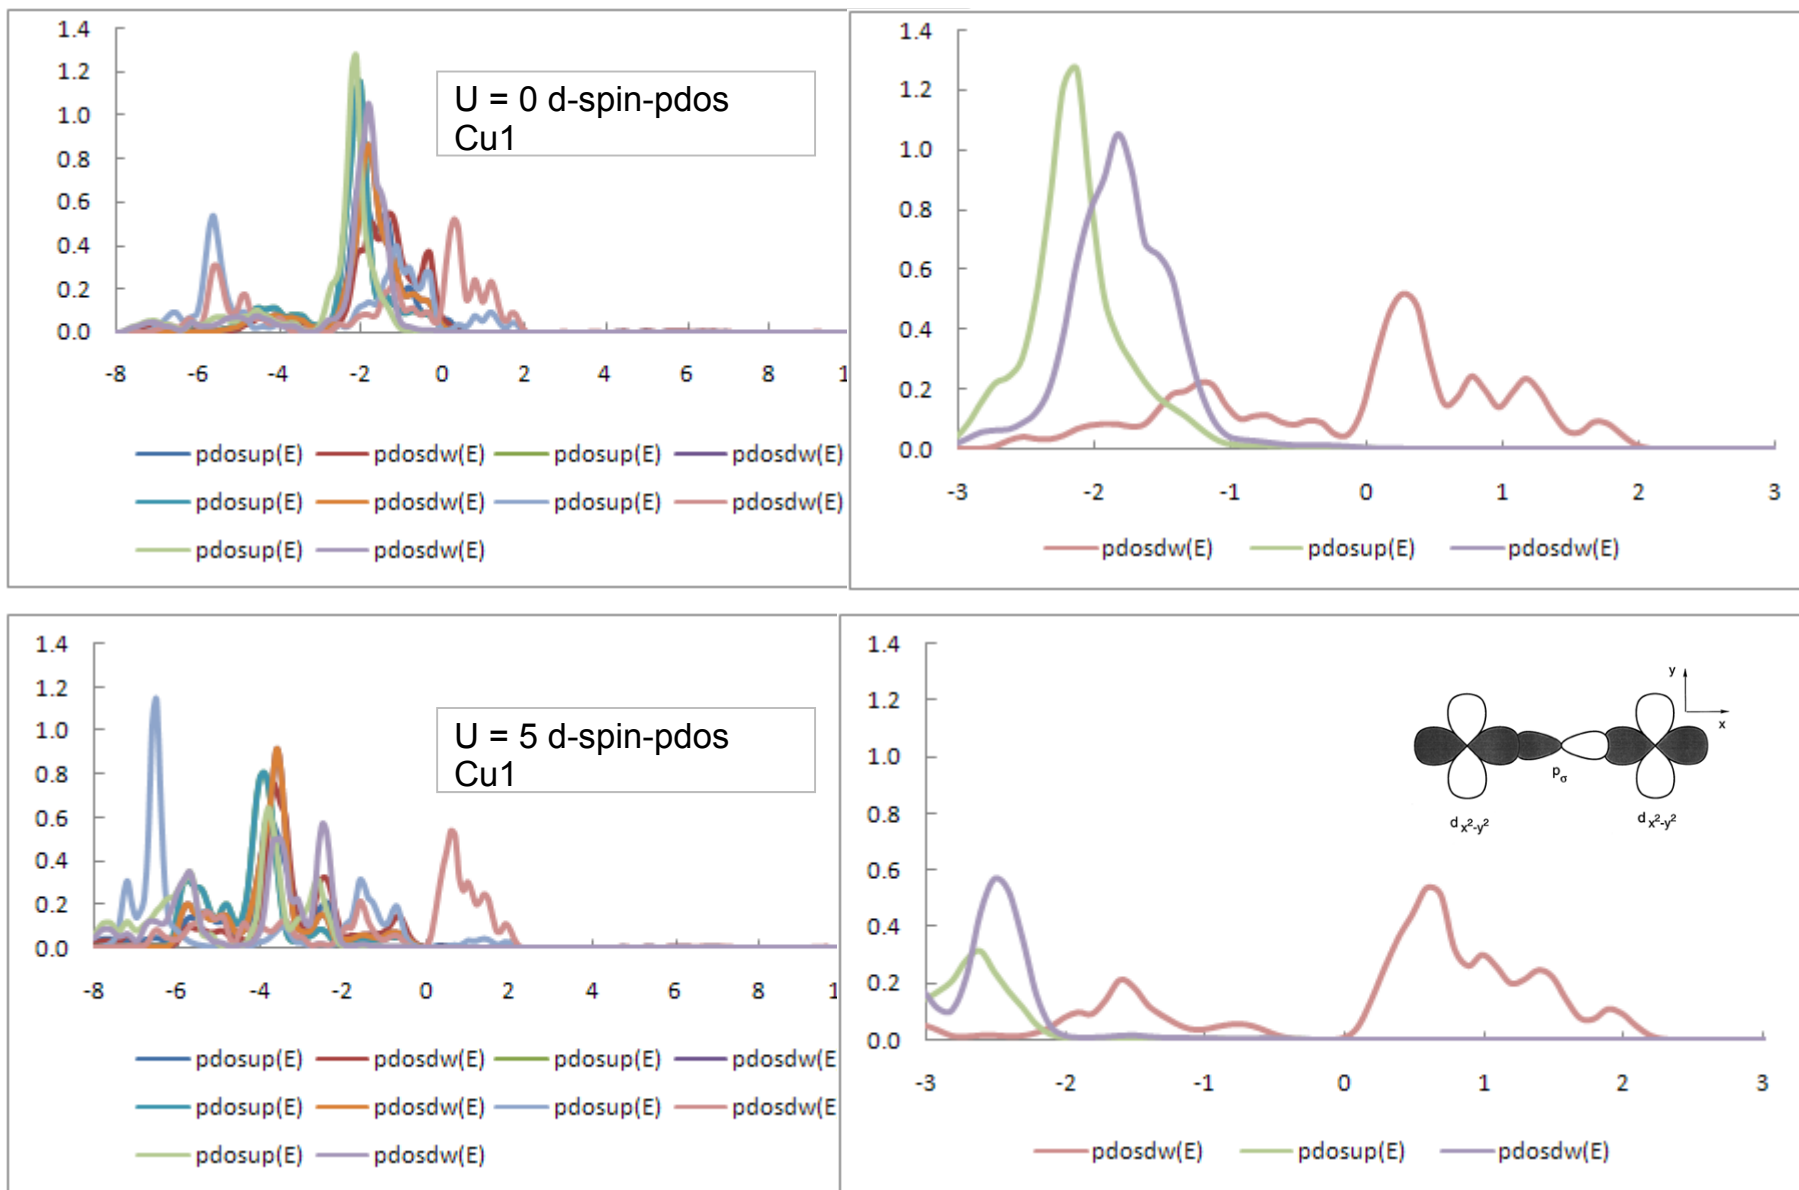 1.4
1.2
1.0
0.8
0.6
0.4
0.2
0.0
-8 -6 -4 -2 0 2 4 6 8 1
U = 0 d-spin-pdos
Cu1
pdosup(E) pdosdw(E) pdosup(E) pdosdw(E)
pdosup(E) pdosdw(E) pdosup(E) pdosdw(E)
pdosup(E) pdosdw(E)
1.4
1.2
1.0
0.8
0.6
0.4
0.2
0.0
-3 -2 -1 0 1 2 3
pdosdw(E) pdosup(E) pdosdw(E)
1.4
1.2
1.0
0.8
0.6
0.4
0.2
0.0
-8 -6 -4 -2 0 2 4 6 8 1
U = 5 d-spin-pdos
Cu1
pdosup(E) pdosdw(E) pdosup(E) pdosdw(E
pdosup(E) pdosdw(E) pdosup(E) pdosdw(E
pdosup(E) pdosdw(E)
1.4
1.2
1.0
0.8
0.6
0.4
0.2
0.0
-3 -2 -1 0 1 2 3
y
x
pσ
dx²-y² dx²-y²
pdosdw(E) pdosup(E) pdosdw(E)